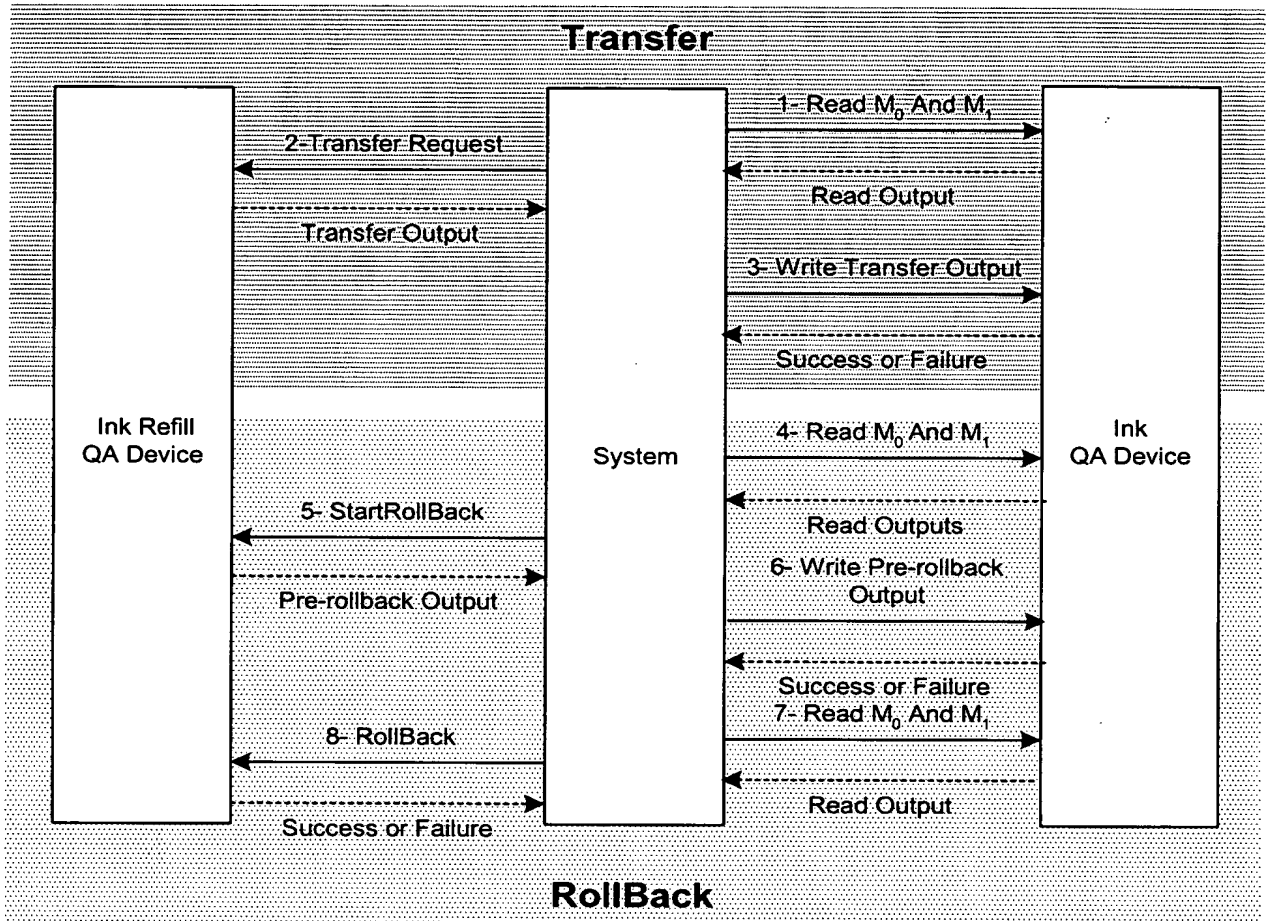 Transfer
1- Read M₀ And M₁
2-Transfer Request
Read Output
Transfer Output
3- Write Transfer Output
Success or Failure
Ink Refill
QA Device
System
Ink
QA Device
4- Read M₀ And M₁
Read Outputs
5- StartRollBack
6- Write Pre-rollback
Output
Pre-rollback Output
Success or Failure
7- Read M₀ And M₁
8- RollBack
Read Output
Success or Failure
RollBack